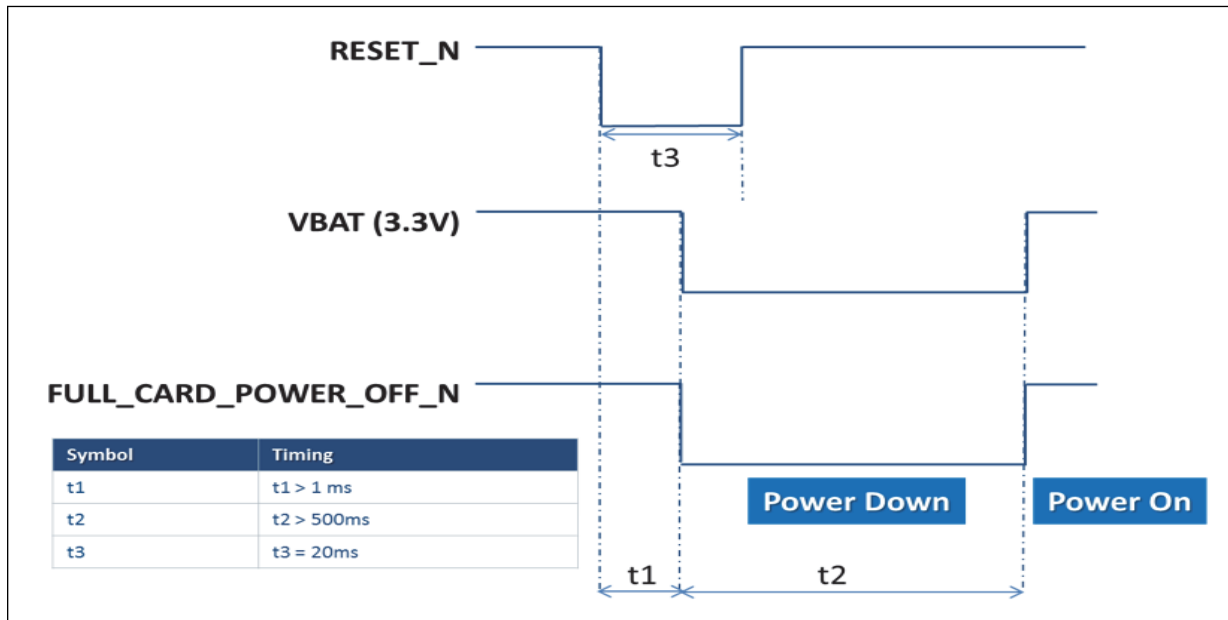 RESET_N
t3
VBAT (3.3V)
FULL_CARD_POWER_OFF_N
Symbol Timing
t1 t1 > 1 ms
t2 t2 > 500ms
t3 t3 = 20ms
Power Down
Power On
t1
t2